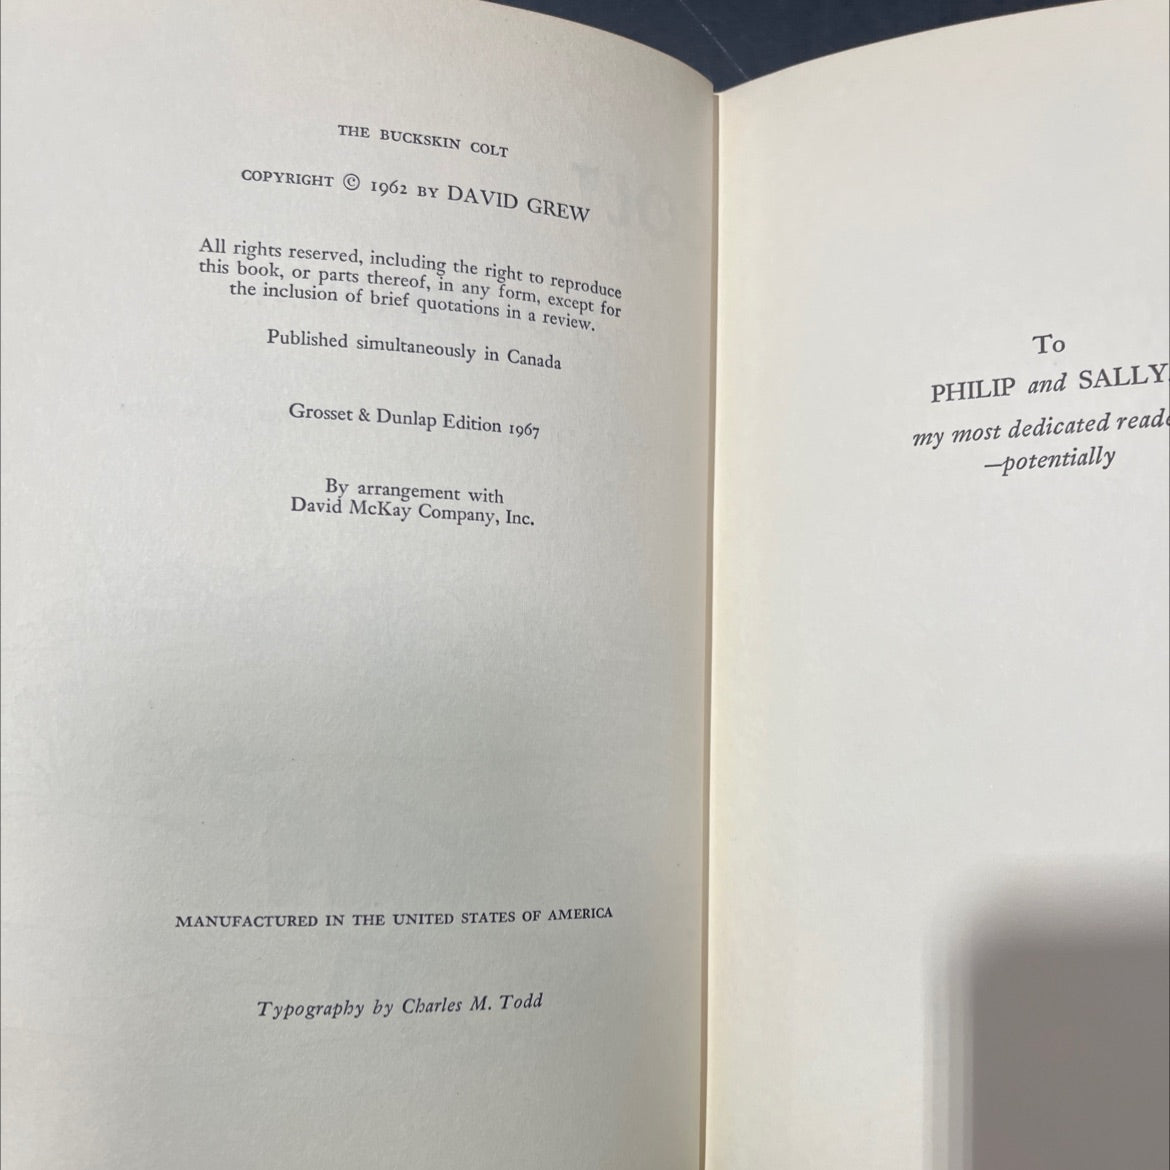 THE BUCKSKIN COLT
COPYRIGHT © 1962 BY DAVID GREW
All rights reserved, including the right to reproduce
this book, or parts thereof, in any form, except for
the inclusion of brief quotations in a review.
Published simultaneously in Canada
Grosset & Dunlap Edition 1967
By arrangement with
David McKay Company, Inc.
MANUFACTURED IN THE UNITED STATES OF AMERICA
Typography by Charles M. Todd
To
PHILIP and SALLY
my most dedicated
—potentially